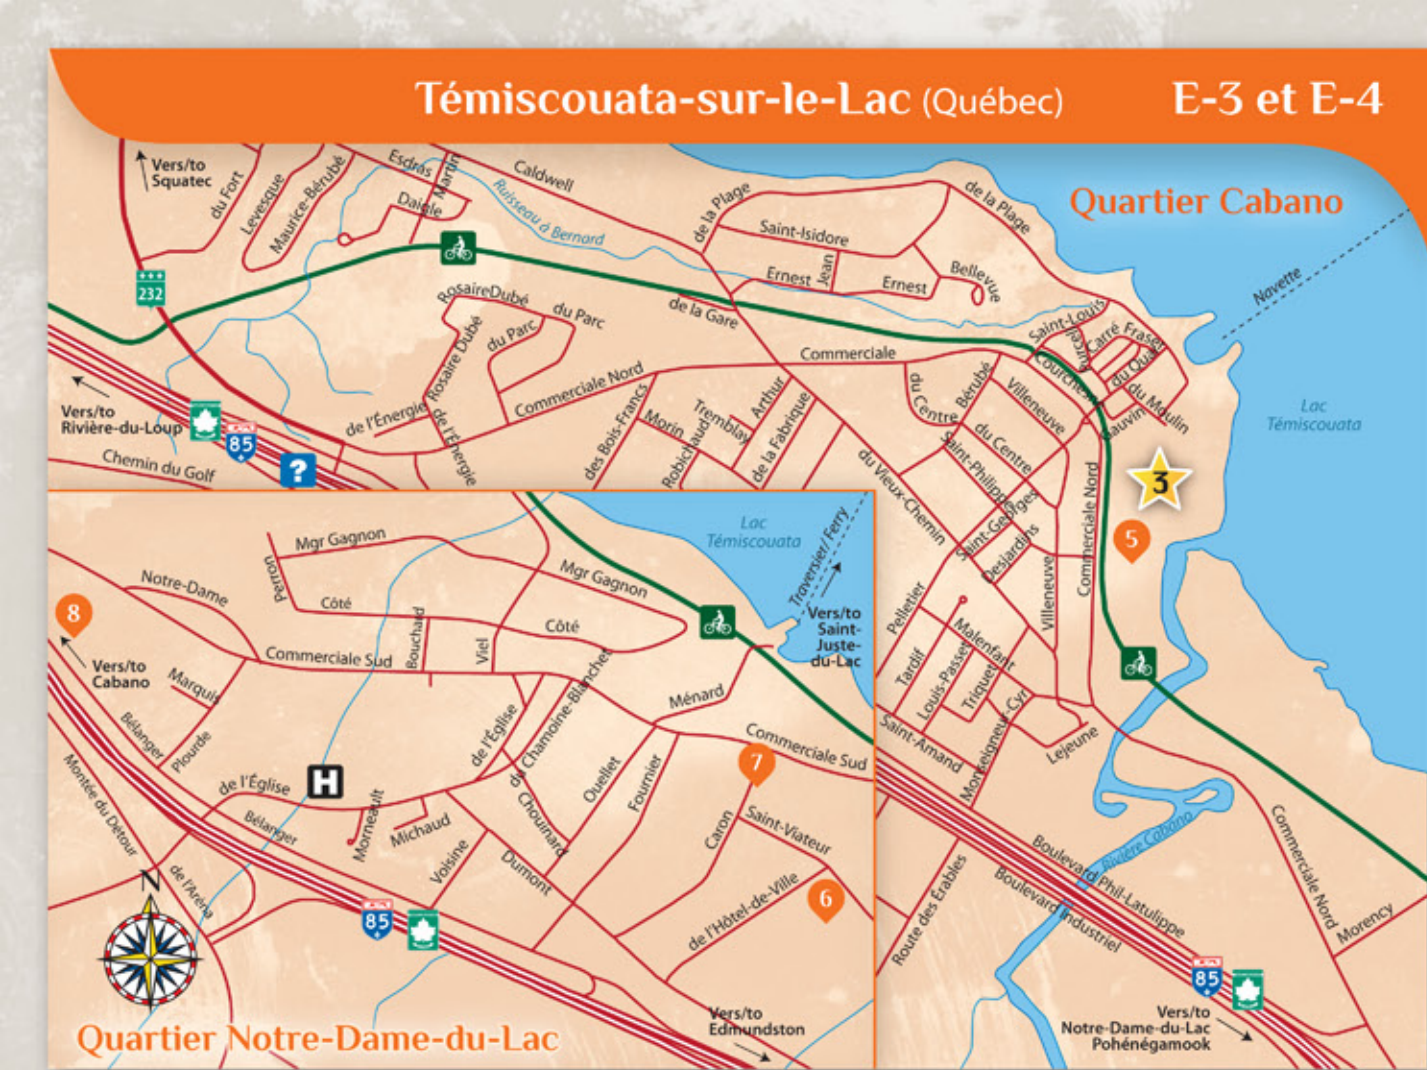 Témiscouata-sur-le-Lac (Québec)
E-3 et E-4
Quartier Cabano
Vers/to
Squatec
du Fort
Levesque
Maurice-Bérubé
Esdras
Martin
Daigle
Caldwell
Ruisseau à Bernard
de la Plage
de la Plage
Saint-Isidore
Jean
Ernest
Ernest
Bellevue
Navette
232
Rosaire Dubé
du Parc
du Parc
Rosaire Dubé
de la Gare
Commerciale
Saint-Louis
Carré Fraser
Turcel
du Quai
Courchesne
du Moulin
Mauvin
Lac
Témiscouata
Vers/to
Rivière-du-Loup
85
?
Chemin du Golf
de l'Énergie
de l'Énergie
Commerciale Nord
des Bois-Francs
Morin
Robichaud
Tremblay
Arthur
de la Fabrique
du Centre
Bérubé
Villeneuve
du Centre
Saint-Philippe
Saint-Georges
Desjardins
du Vieux-Chemin
Commerciale Nord
Villeneuve
3
5
Pelletier
Malenfant
Tardif
Louis-Passet
Triquet
Monseigneur-Cyr
Saint-Amand
Lejeune
Rivière Cabano
Boulevard Phil-Latulippe
Boulevard Industriel
Route des Érables
Commerciale Nord
Morency
85
Vers/to
Notre-Dame-du-Lac
Pohénégamook
Lac
Témiscouata
Traversier/Ferry
Vers/to
Saint-
Juste-
du-Lac
Mgr Gagnon
Perron
Mgr Gagnon
Notre-Dame
Côté
Côté
Bouchard
Viel
8
Vers/to
Cabano
Commerciale Sud
Marquis
Bélanger
Plourde
Montée du Détour
de l'Église
du Chamoine-Blanchet
Ménard
Commerciale Sud
7
Ouellet
Fournier
Chouinard
H
de l'Église
Bélanger
Morneault
Michaud
Voisine
Dumont
Caron
Saint-Viateur
de l'Hôtel-de-Ville
6
de l'Aréna
N
85
Vers/to
Edmundston
Quartier Notre-Dame-du-Lac